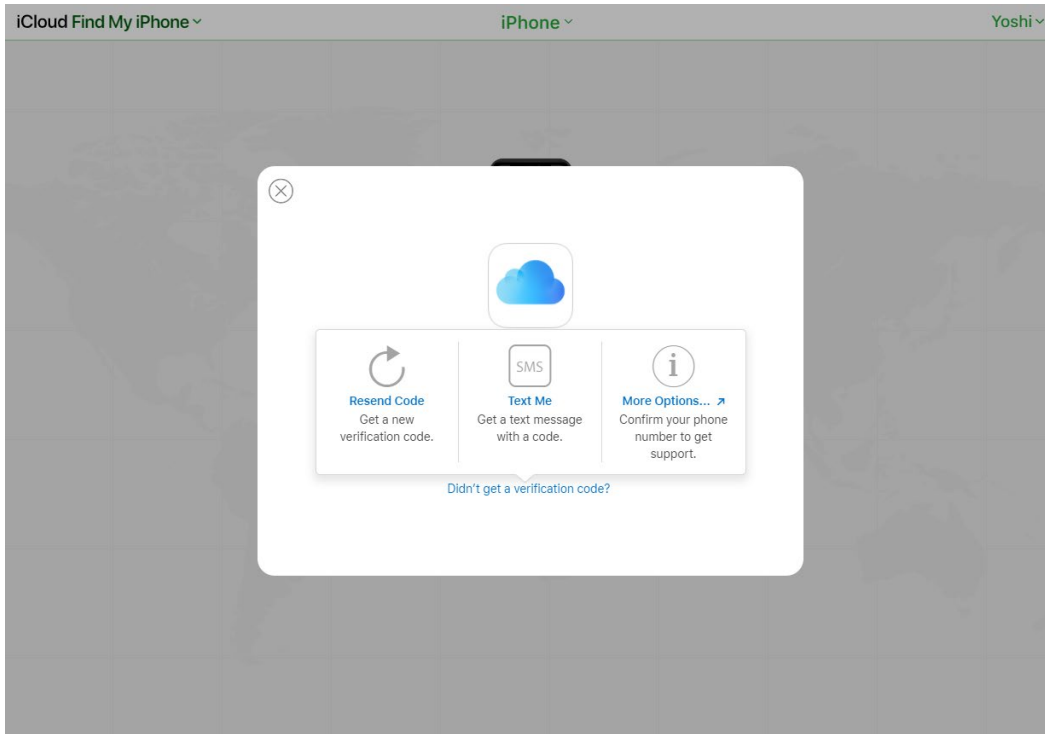 iCloud Find My iPhone
iPhone
Yoshi
SMS
i
Resend Code
Get a new
verification code.
Text Me
Get a text message
with a code.
More Options...
Confirm your phone
number to get
support.
Didn’t get a verification code?